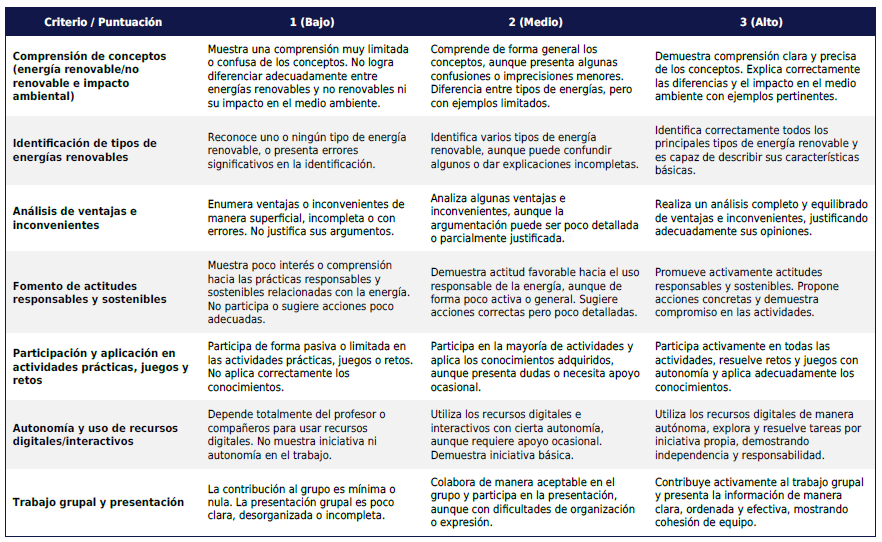 Criterio / Puntuación 1 (Bajo) 2 (Medio) 3 (Alto)
Comprensión de conceptos
(energía renovable/no
renovable e impacto
ambiental)
Muestra una comprensión muy limitada
o confusa de los conceptos. No logra
diferenciar adecuadamente entre
energías renovables y no renovables ni
su impacto en el medio ambiente.
Comprende de forma general los
conceptos, aunque presenta algunas
confusiones o imprecisiones menores.
Diferencia entre tipos de energías, pero
con ejemplos limitados.
Demuestra comprensión clara y precisa
de los conceptos. Explica correctamente
las diferencias y el impacto en el medio
ambiente con ejemplos pertinentes.
Identificación de tipos de
energías renovables
Reconoce uno o ningún tipo de energía
renovable, o presenta errores
significativos en la identificación.
Identifica varios tipos de energía
renovable, aunque puede confundir
algunos o dar explicaciones incompletas.
Identifica correctamente todos los
principales tipos de energía renovable y
es capaz de describir sus características
básicas.
Análisis de ventajas e
inconvenientes
Enumera ventajas o inconvenientes de
manera superficial, incompleta o con
errores. No justifica sus argumentos.
Analiza algunas ventajas e
inconvenientes, aunque la
argumentación puede ser poco detallada
o parcialmente justificada.
Realiza un análisis completo y equilibrado
de ventajas e inconvenientes, justificando
adecuadamente sus opiniones.
Fomento de actitudes
responsables y sostenibles
Muestra poco interés o comprensión
hacia las prácticas responsables y
sostenibles relacionadas con la energía.
No participa o sugiere acciones poco
adecuadas.
Demuestra actitud favorable hacia el uso
responsable de la energía, aunque de
forma poco activa o general. Sugiere
acciones correctas pero poco detalladas.
Promueve activamente actitudes
responsables y sostenibles. Propone
acciones concretas y demuestra
compromiso en las actividades.
Participación y aplicación en
actividades prácticas, juegos y
retos
Participa de forma pasiva o limitada en
las actividades prácticas, juegos o retos.
No aplica correctamente los
conocimientos.
Participa en la mayoría de actividades y
aplica los conocimientos adquiridos,
aunque presenta dudas o necesita apoyo
ocasional.
Participa activamente en todas las
actividades, resuelve retos y juegos con
autonomía y aplica adecuadamente los
conocimientos.
Autonomía y uso de recursos
digitales/interactivos
Depende totalmente del profesor o
compañeros para usar recursos
digitales. No muestra iniciativa ni
autonomía en el trabajo.
Utiliza los recursos digitales e
interactivos con cierta autonomía,
aunque requiere apoyo ocasional.
Demuestra iniciativa básica.
Utiliza los recursos digitales de manera
autónoma, explora y resuelve tareas por
iniciativa propia, demostrando
independencia y responsabilidad.
Trabajo grupal y presentación
La contribución al grupo es mínima o
nula. La presentación grupal es poco
clara, desorganizada o incompleta.
Colabora de manera aceptable en el
grupo y participa en la presentación,
aunque con dificultades de organización
o expresión.
Contribuye activamente al trabajo grupal
y presenta la información de manera
clara, ordenada y efectiva, mostrando
cohesión de equipo.